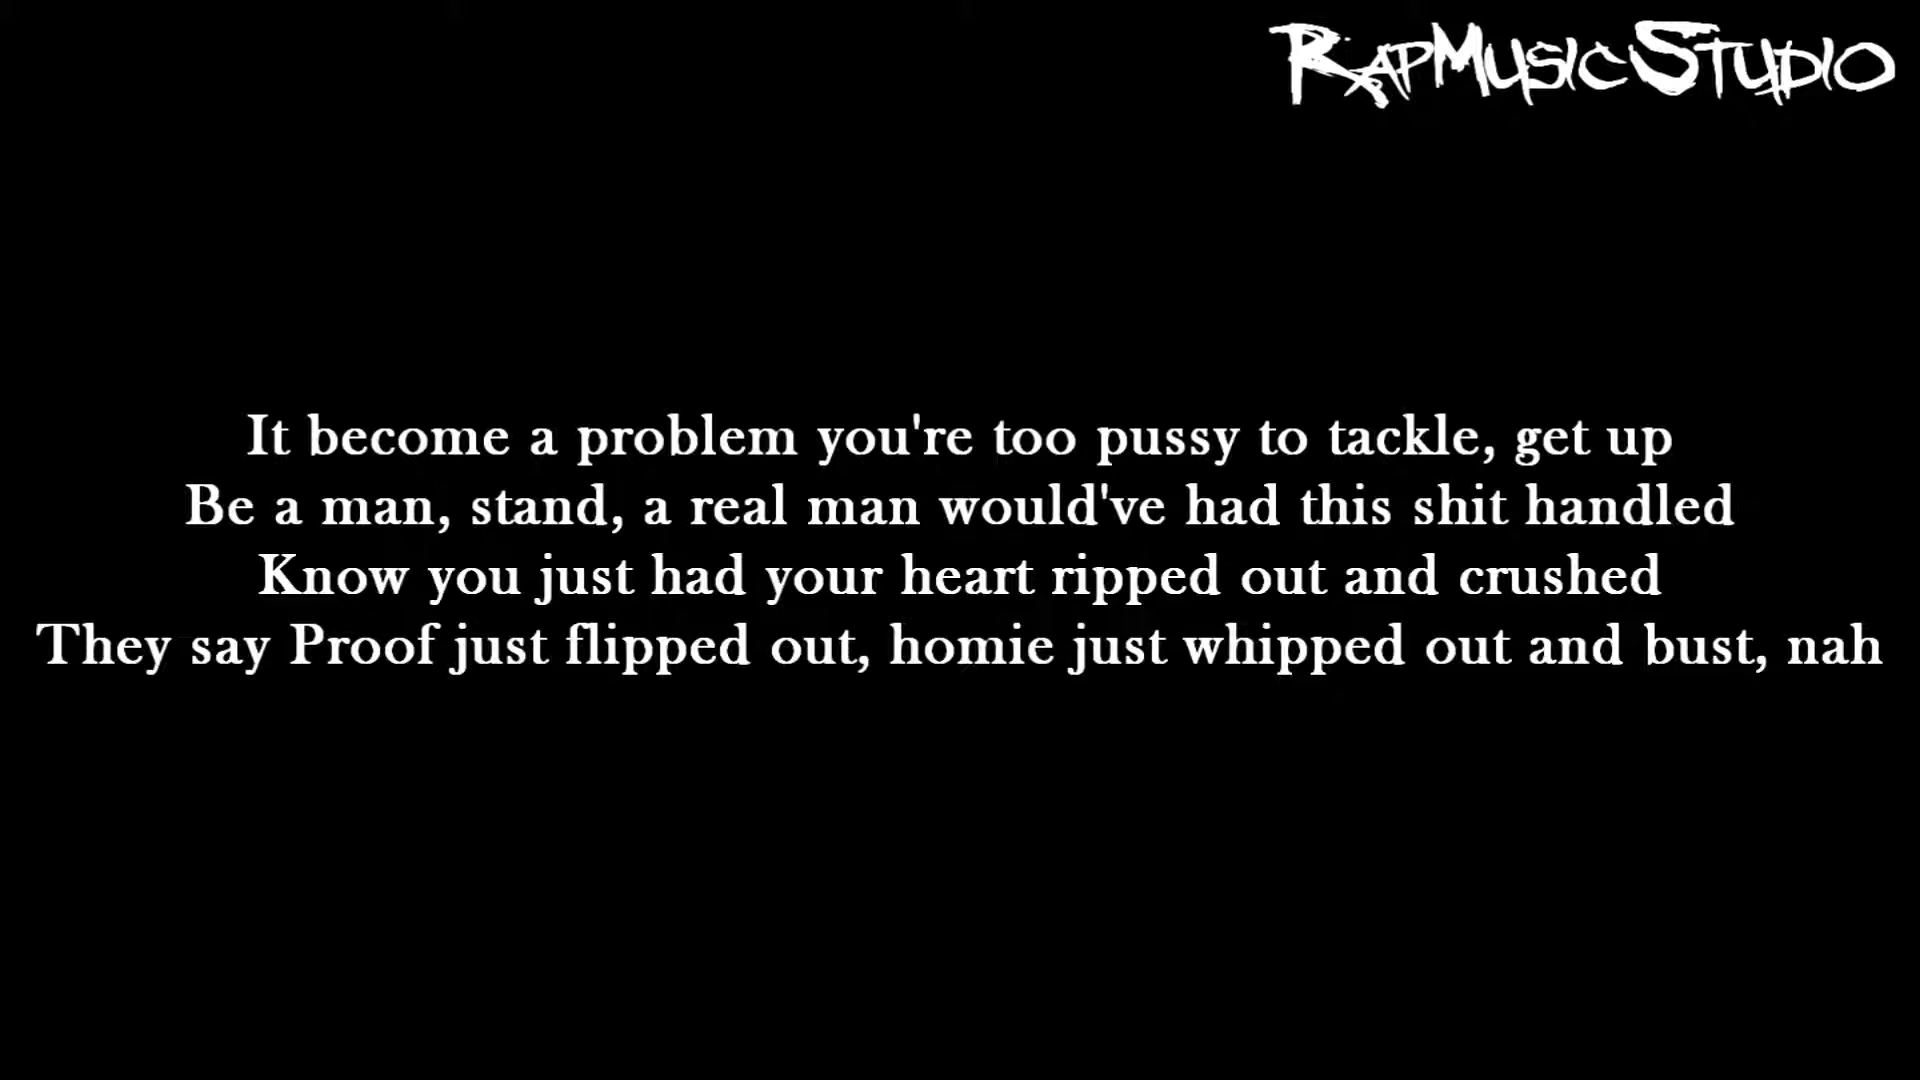 RapMusicStudio
It become a problem you're too pussy to tackle, get up
Be a man, stand, a real man would've had this shit handled
Know you just had your heart ripped out and crushed
They say Proof just flipped out, homie just whipped out and bust, nah